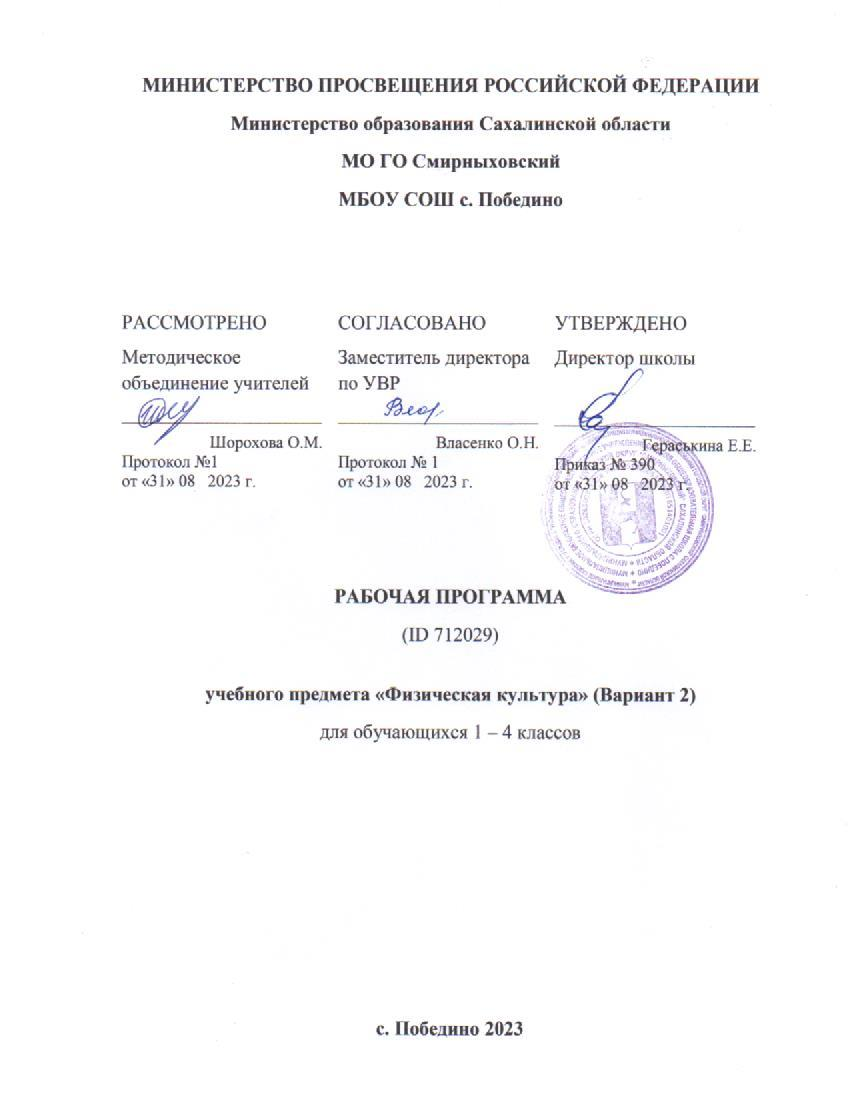 МИНИСТЕРСТВО ПРОСВЕЩЕНИЯ РОССИЙСКОЙ ФЕДЕРАЦИИ
Министерство образования Сахалинской области
МО ГО Смирныховский
МБОУ СОШ с. Победино
РАССМОТРЕНО
Методическое
объединение учителей
Шорохова О.М.
Протокол №1
от «31» 08 2023 г.
СОГЛАСОВАНО
Заместитель директора
по УВР
Власенко О.Н.
Протокол № 1
от «31» 08 2023 г.
УТВЕРЖДЕНО
Директор школы
Гераськина Е.Е.
Приказ № 390
от «31» 08 2023 г.
РАБОЧАЯ ПРОГРАММА
(ID 712029)
учебного предмета «Физическая культура» (Вариант 2)
для обучающихся 1 – 4 классов
с. Победино 2023